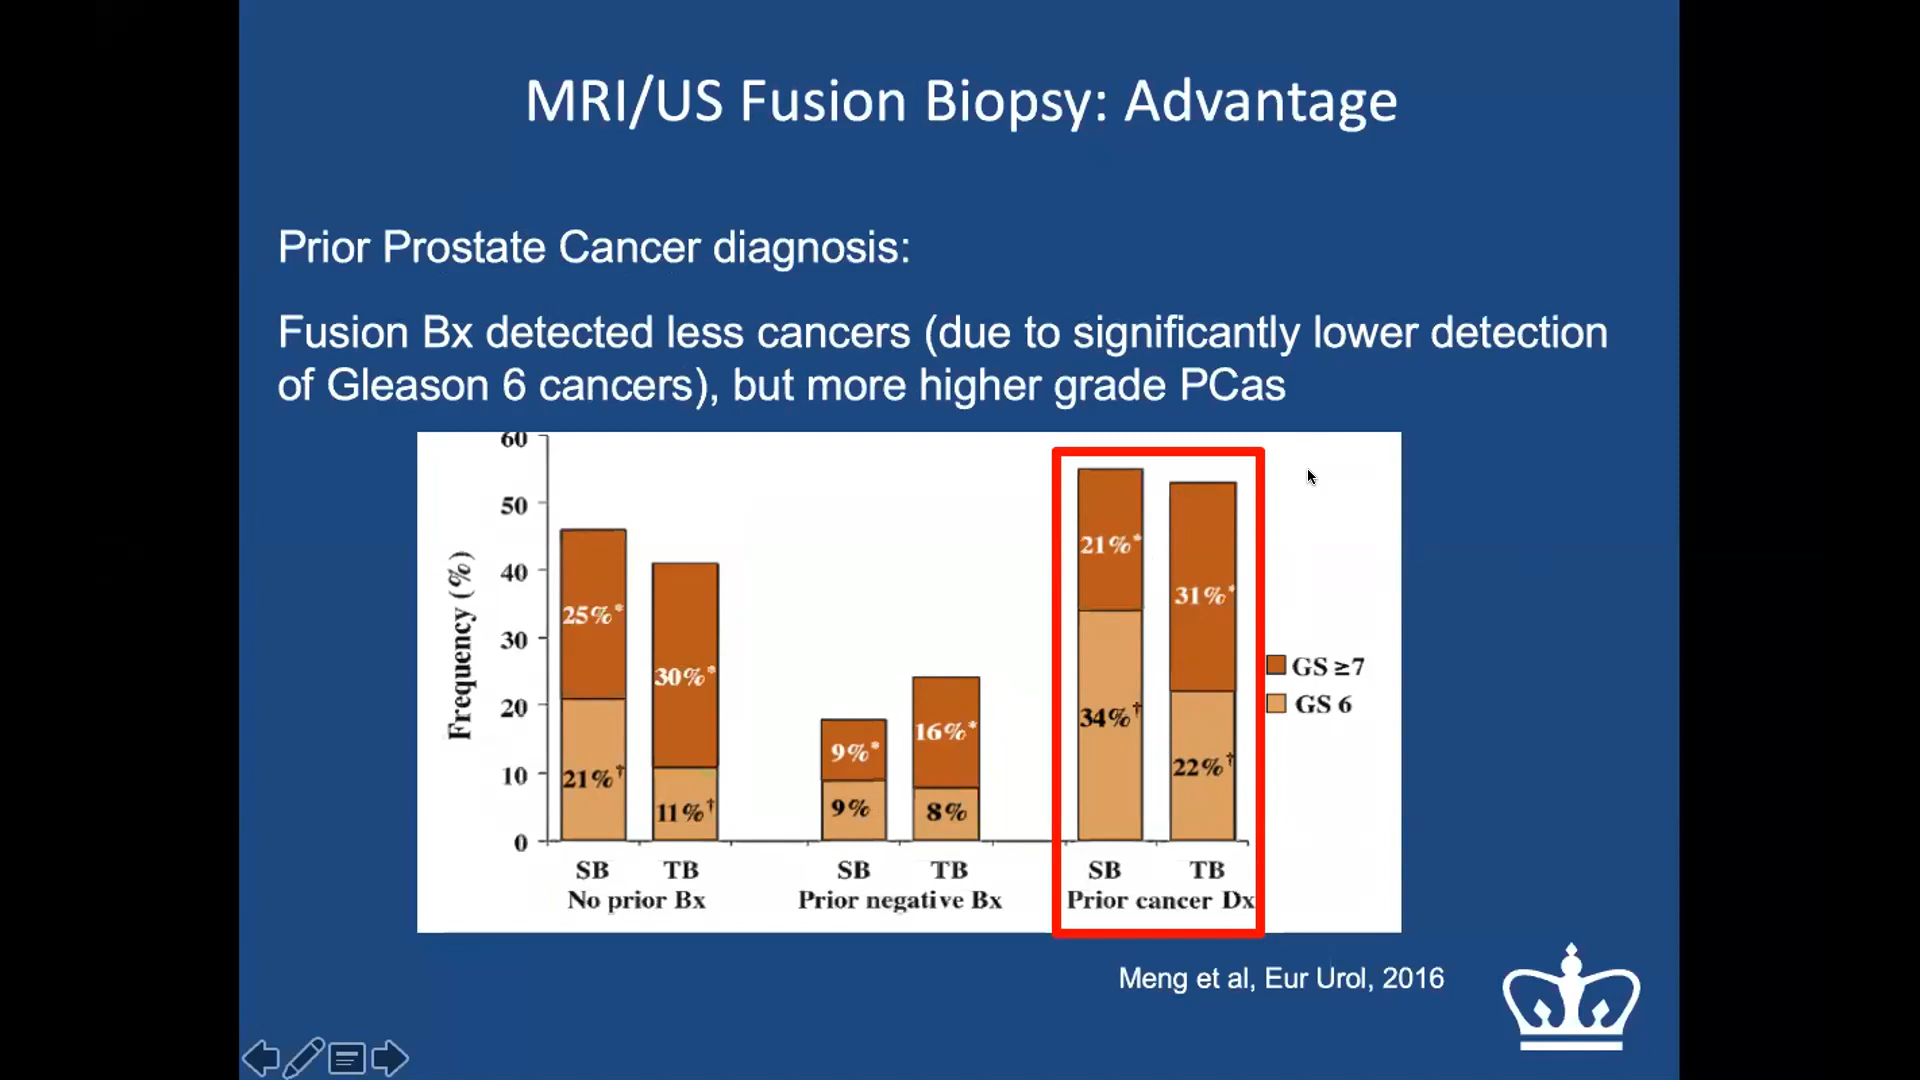 MRI/US Fusion Biopsy: Advantage
Prior Prostate Cancer diagnosis:
Fusion Bx detected less cancers (due to significantly lower detection
of Gleason 6 cancers), but more higher grade PCas
Frequency (%)
60
50
40
30
20
10
0
25%*
21%†
30%*
11%†
9%*
9%
16%*
8%
21%*
34%†
31%*
22%†
SB TB SB TB SB TB
No prior Bx Prior negative Bx Prior cancer Dx
GS ≥7
GS 6
Meng et al, Eur Urol, 2016